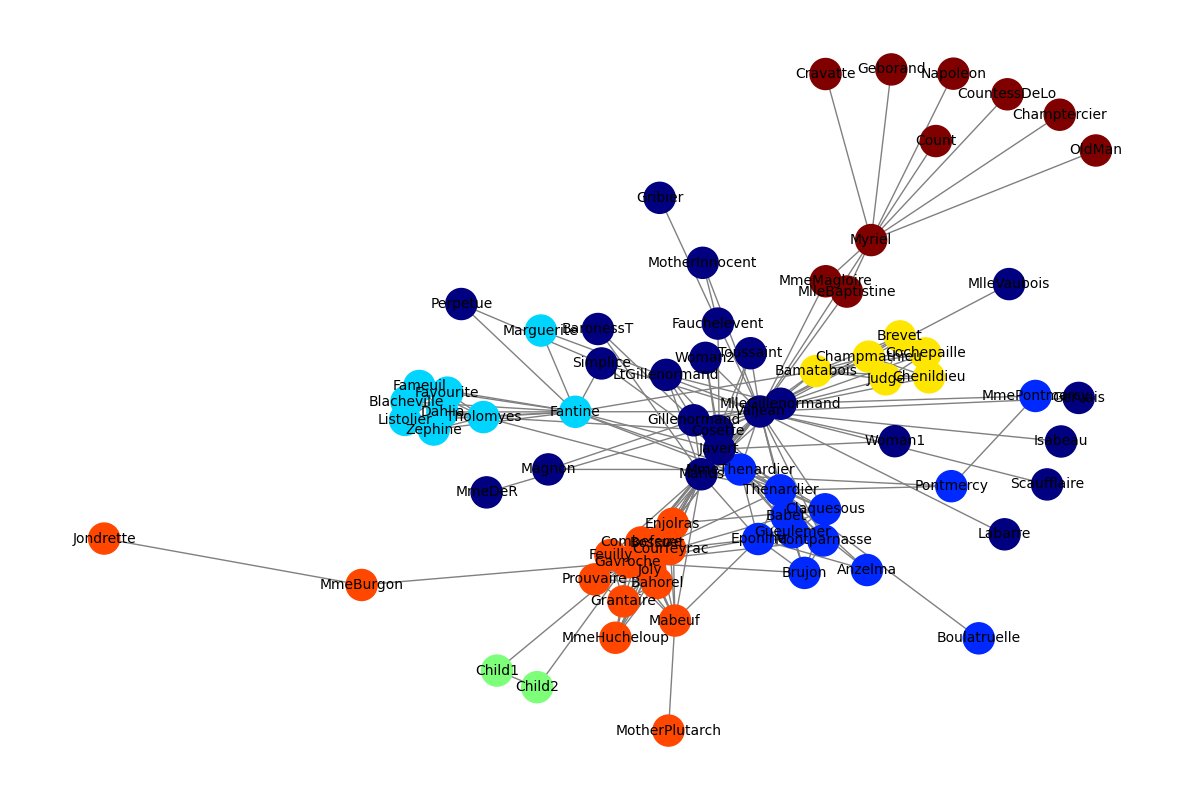 Cravatte
Geborand
Napoleon
CountessDeLo
Champtercier
Count
OldMan
Gribier
Myriel
MotherInnocent
MmeMagloire
MlleBaptistine
MlleVaubois
Perpetue
Marguerite
BaronessT
Fauchelevent
Brevet
Toussaint
Woman2
Champmathieu
Cochepaille
Simplice
LtGillenormand
Bamatabois
Judge
Chenildieu
Fameuil
Favourite
Blacheville
Dahlia
Listolier
Tholomyes
Zephine
Fantine
MlleGillenormand
Valjean
Gillenormand
Cosette
MmePontmercy
Gervais
Javert
Woman1
Isabeau
Magnon
Marius
MmeThenardier
MmeDeR
Thenardier
Pontmercy
Scaufflaire
Claquesous
Babet
Gueulemer
Enjolras
Labarre
Jondrette
Eponine
Montparnasse
Combeferre
Bossuet
Courfeyrac
Feuilly
Gavroche
Joly
Prouvaire
Bahorel
Brujon
Anzelma
MmeBurgon
Grantaire
Mabeuf
MmeHucheloup
Boulatruelle
Child1
Child2
MotherPlutarch